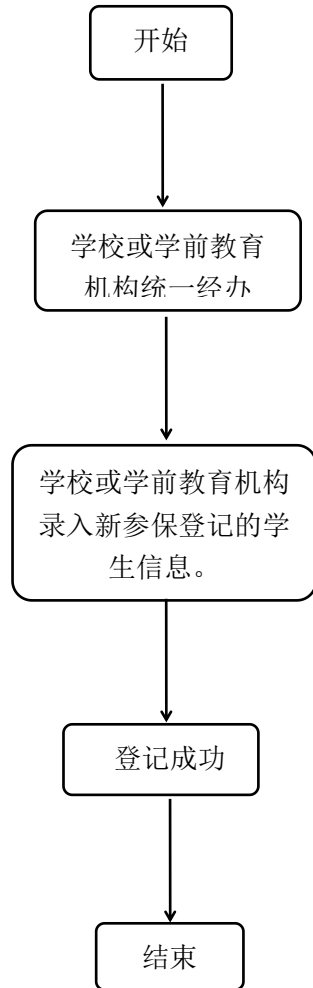 开始
学校或学前教育
机构统一经办
学校或学前教育机构
录入新参保登记的学
生信息。
登记成功
结束